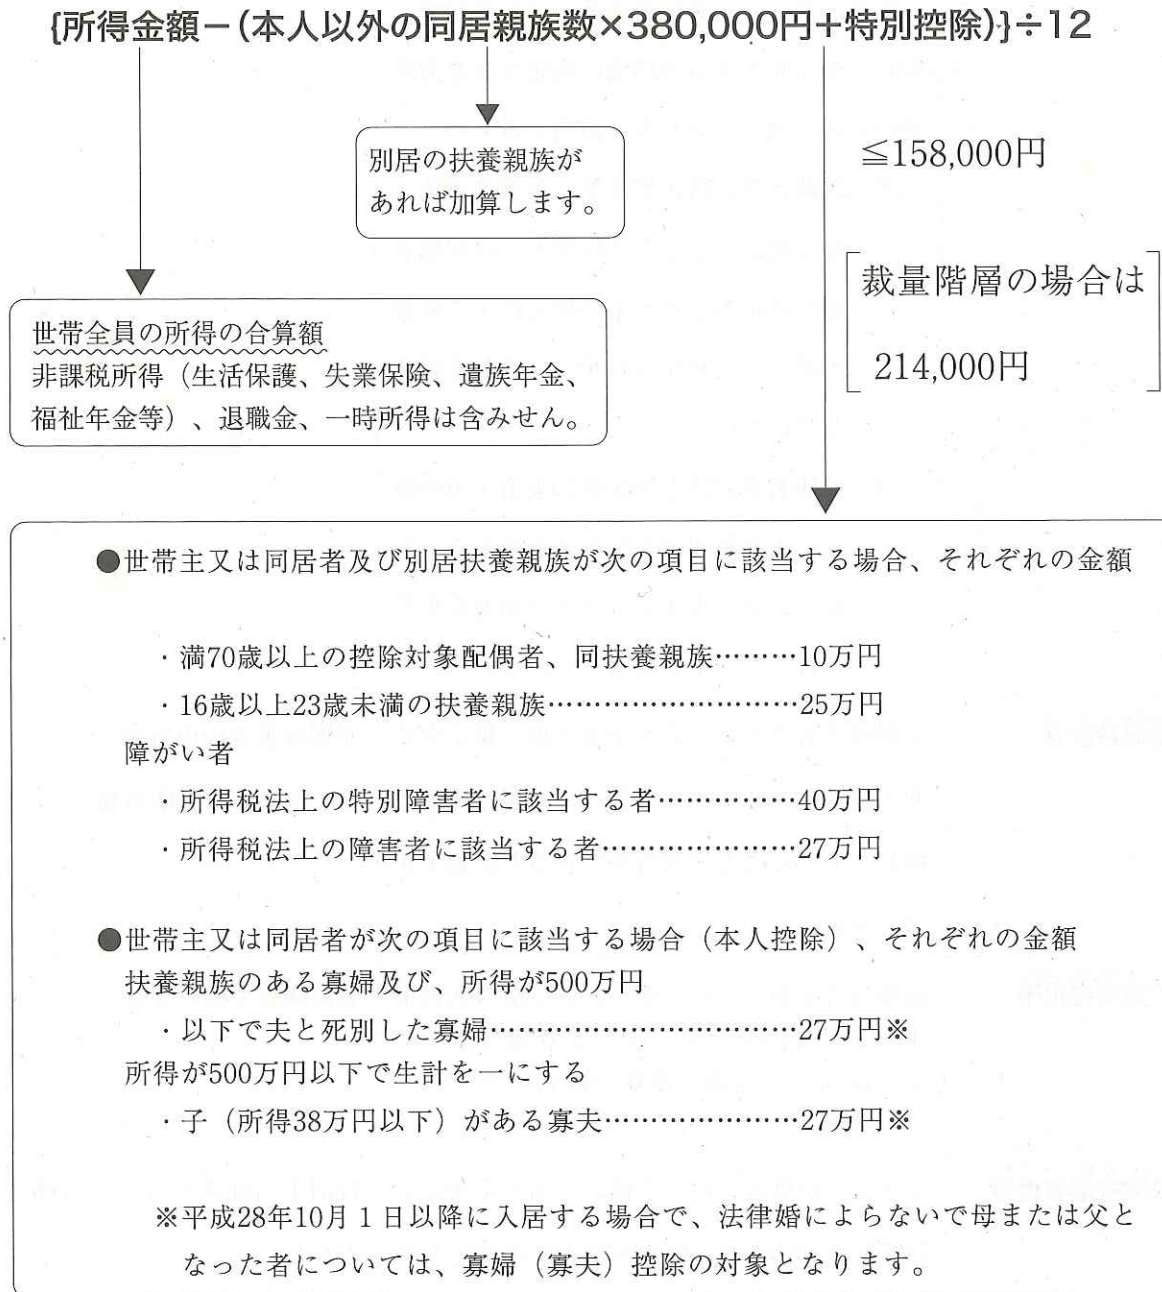 {所得金額－(本人以外の同居親族数×380,000円＋特別控除)}÷12
別居の扶養親族が
あれば加算します。
≦158,000円
裁量階層の場合は
214,000円
世帯全員の所得の合算額
非課税所得（生活保護、失業保険、遺族年金、
福祉年金等）、退職金、一時所得は含みせん。
●世帯主又は同居者及び別居扶養親族が次の項目に該当する場合、それぞれの金額
・満70歳以上の控除対象配偶者、同扶養親族………10万円
・16歳以上23歳未満の扶養親族………………………25万円
障がい者
・所得税法上の特別障害者に該当する者……………40万円
・所得税法上の障害者に該当する者…………………27万円
●世帯主又は同居者が次の項目に該当する場合（本人控除）、それぞれの金額
扶養親族のある寡婦及び、所得が500万円
・以下で夫と死別した寡婦……………………………27万円※
所得が500万円以下で生計を一にする
・子（所得38万円以下）がある寡夫…………………27万円※
※平成28年10月１日以降に入居する場合で、法律婚によらないで母または父と
なった者については、寡婦（寡夫）控除の対象となります。